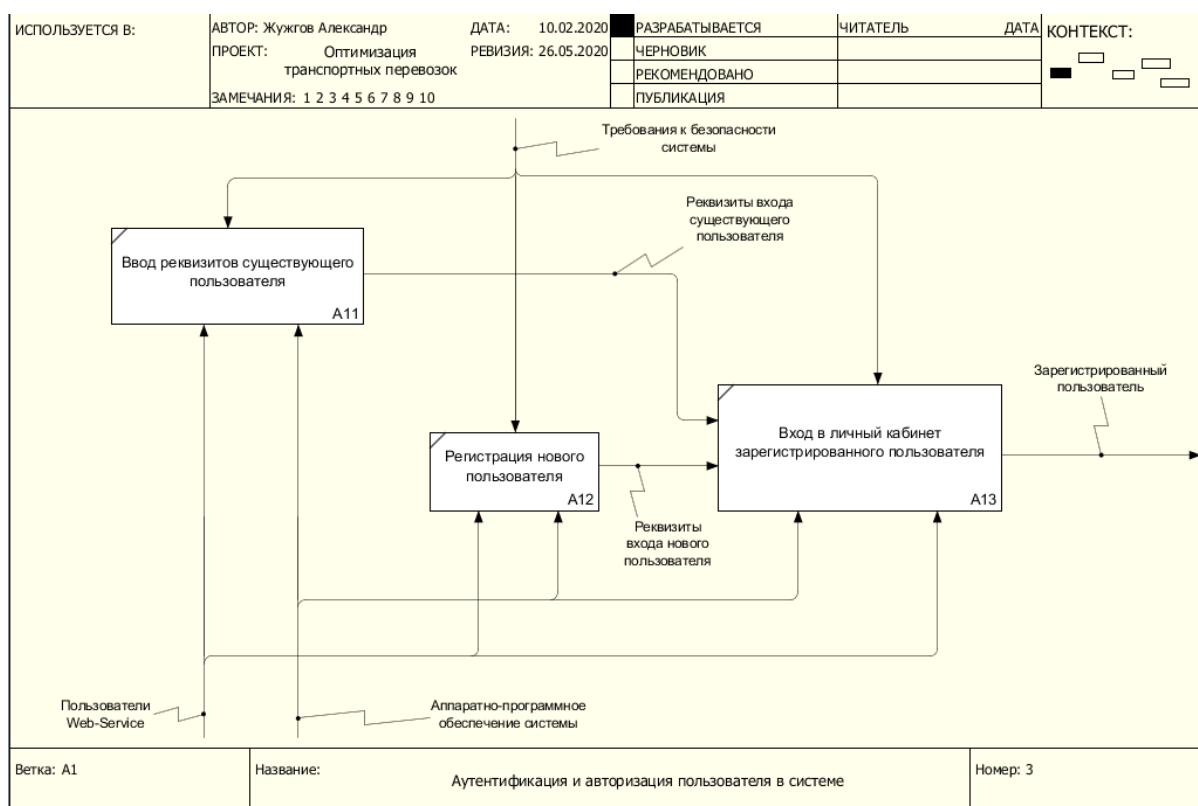 ИСПОЛЬЗУЕТСЯ В:
АВТОР: Жужгов Александр
ДАТА: 10.02.2020
ПРОЕКТ: Оптимизация
транспортных перевозок
РЕВИЗИЯ: 26.05.2020
ЗАМЕЧАНИЯ: 1 2 3 4 5 6 7 8 9 10
РАЗРАБАТЫВАЕТСЯ
ЧЕРНОВИК
РЕКОМЕНДОВАНО
ПУБЛИКАЦИЯ
ЧИТАТЕЛЬ
ДАТА
КОНТЕКСТ:
Требования к безопасности
системы
Реквизиты входа
существующего
пользователя
Ввод реквизитов существующего
пользователя
A11
Зарегистрированный
пользователь
Вход в личный кабинет
зарегистрированного пользователя
A13
Регистрация нового
пользователя
A12
Реквизиты
входа нового
пользователя
Пользователи
Web-Service
Аппаратно-программное
обеспечение системы
Ветка: A1
Название:
Аутентификация и авторизация пользователя в системе
Номер: 3